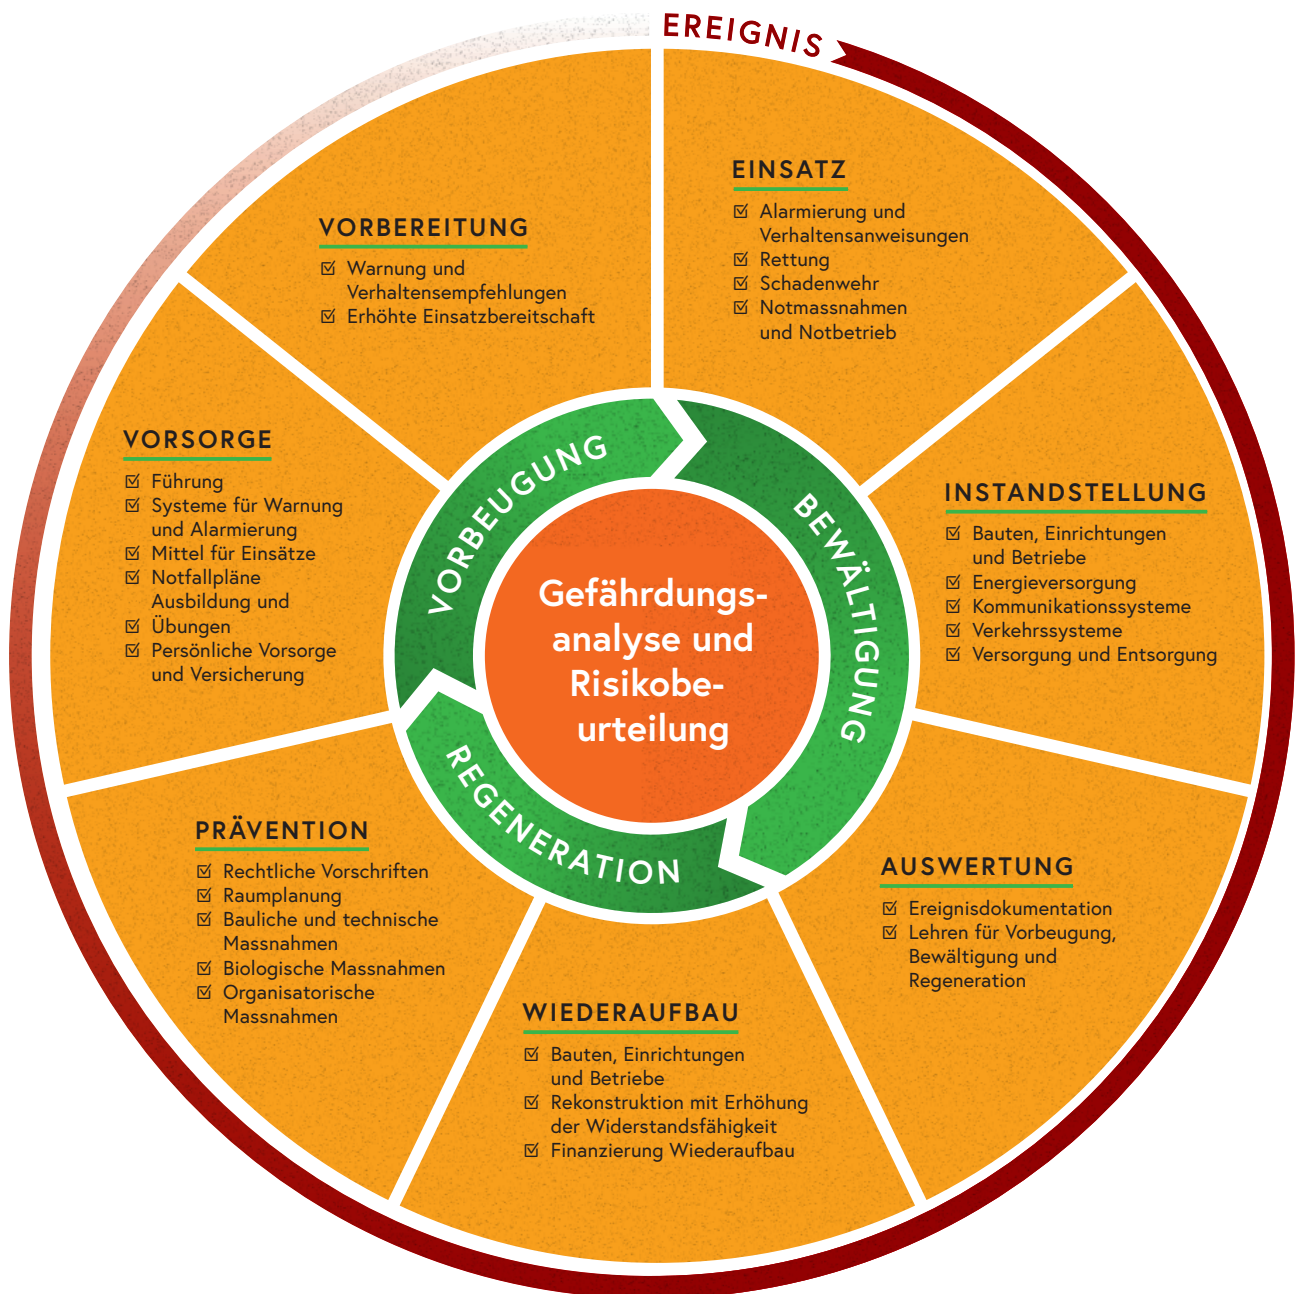 EREIGNIS
EINSATZ
☑ Alarmierung und
Verhaltensanweisungen
☑ Rettung
☑ Schadenwehr
☑ Notmassnahmen
und Notbetrieb
INSTANDSTELLUNG
☑ Bauten, Einrichtungen
und Betriebe
☑ Energieversorgung
☑ Kommunikationssysteme
☑ Verkehrssysteme
☑ Versorgung und Entsorgung
AUSWERTUNG
☑ Ereignisdokumentation
☑ Lehren für Vorbeugung,
Bewältigung und
Regeneration
WIEDERAUFBAU
☑ Bauten, Einrichtungen
und Betriebe
☑ Rekonstruktion mit Erhöhung
der Widerstandsfähigkeit
☑ Finanzierung Wiederaufbau
PRÄVENTION
☑ Rechtliche Vorschriften
☑ Raumplanung
☑ Bauliche und technische
Massnahmen
☑ Biologische Massnahmen
☑ Organisatorische
Massnahmen
VORSORGE
☑ Führung
☑ Systeme für Warnung
und Alarmierung
☑ Mittel für Einsätze
☑ Notfallpläne
Ausbildung und
☑ Übungen
☑ Persönliche Vorsorge
und Versicherung
VORBEREITUNG
☑ Warnung und
Verhaltensempfehlungen
☑ Erhöhte Einsatzbereitschaft
VORBEUGUNG
BEWÄLTIGUNG
REGENERATION
Gefährdungs-
analyse und
Risikobe-
urteilung